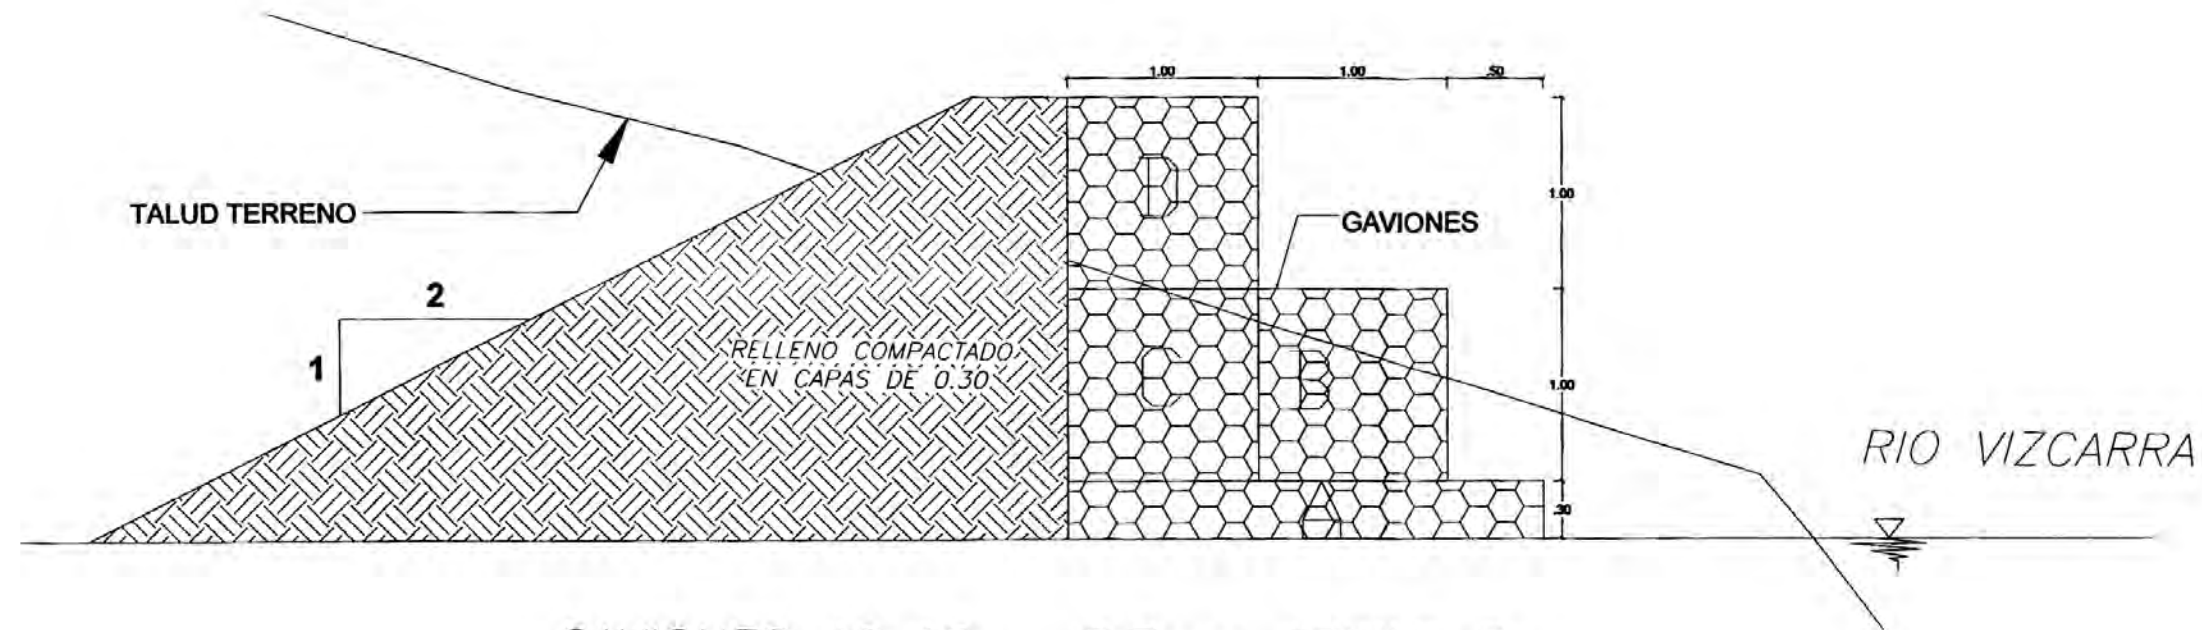 1.00 1.00 .50
D
1.00
TALUD TERRENO
GAVIONES
2
1
RELLENO COMPACTADO
EN CAPAS DE 0.30
C
B
1.00
RIO VIZCARRA
A
.30